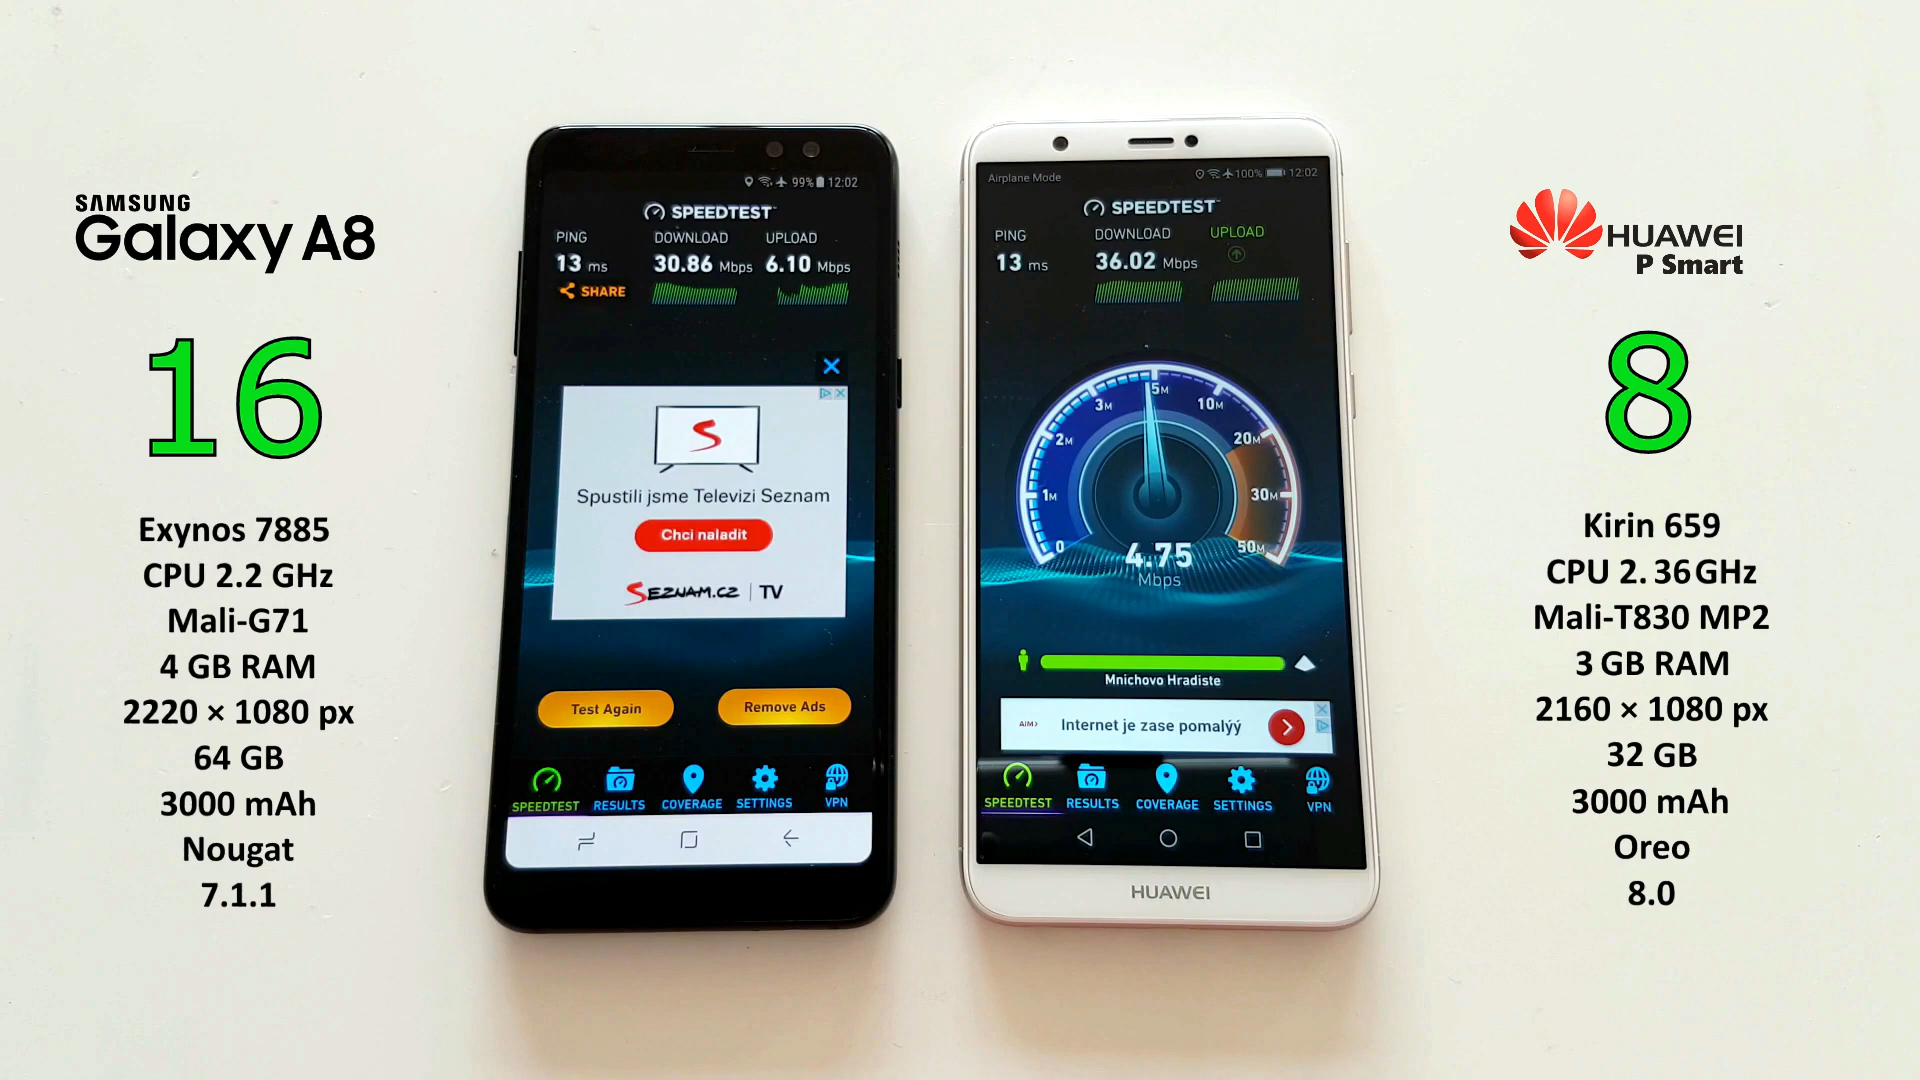 SAMSUNG
Galaxy A8
16
Exynos 7885
CPU 2.2 GHz
Mali-G71
4 GB RAM
2220 × 1080 px
64 GB
3000 mAh
Nougat
7.1.1
99% 12:02
SPEEDTEST
PING DOWNLOAD UPLOAD
13 ms 30.86 Mbps 6.10 Mbps
SHARE
S
Spustili jsme Televizi Seznam
Chci naladit
SEZNAM.CZ | TV
Test Again Remove Ads
SPEEDTEST RESULTS COVERAGE SETTINGS VPN
Airplane Mode 100% 12:02
SPEEDTEST
PING DOWNLOAD UPLOAD
13 ms 36.02 Mbps
5M
3M 10M
2M 20M
1M 30M
0 50M
4.75
Mbps
Mnichovo Hradiste
AIM> Internet je zase pomalýý
SPEEDTEST RESULTS COVERAGE SETTINGS VPN
HUAWEI
HUAWEI
P Smart
8
Kirin 659
CPU 2. 36 GHz
Mali-T830 MP2
3 GB RAM
2160 × 1080 px
32 GB
3000 mAh
Oreo
8.0